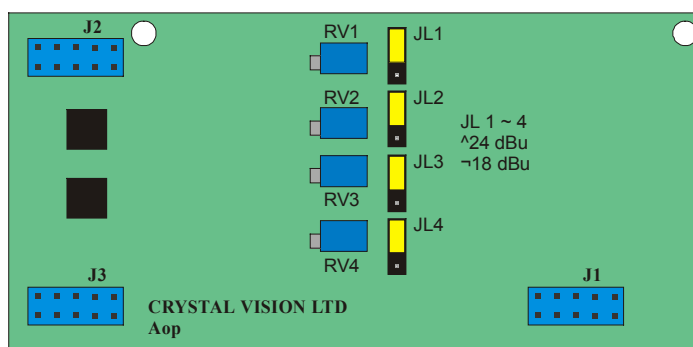 J2
RV1
JL1
RV2
JL2
JL 1 ~ 4
^24 dBu
¬18 dBu
JL3
RV3
JL4
RV4
J3
J1
CRYSTAL VISION LTD
Aop